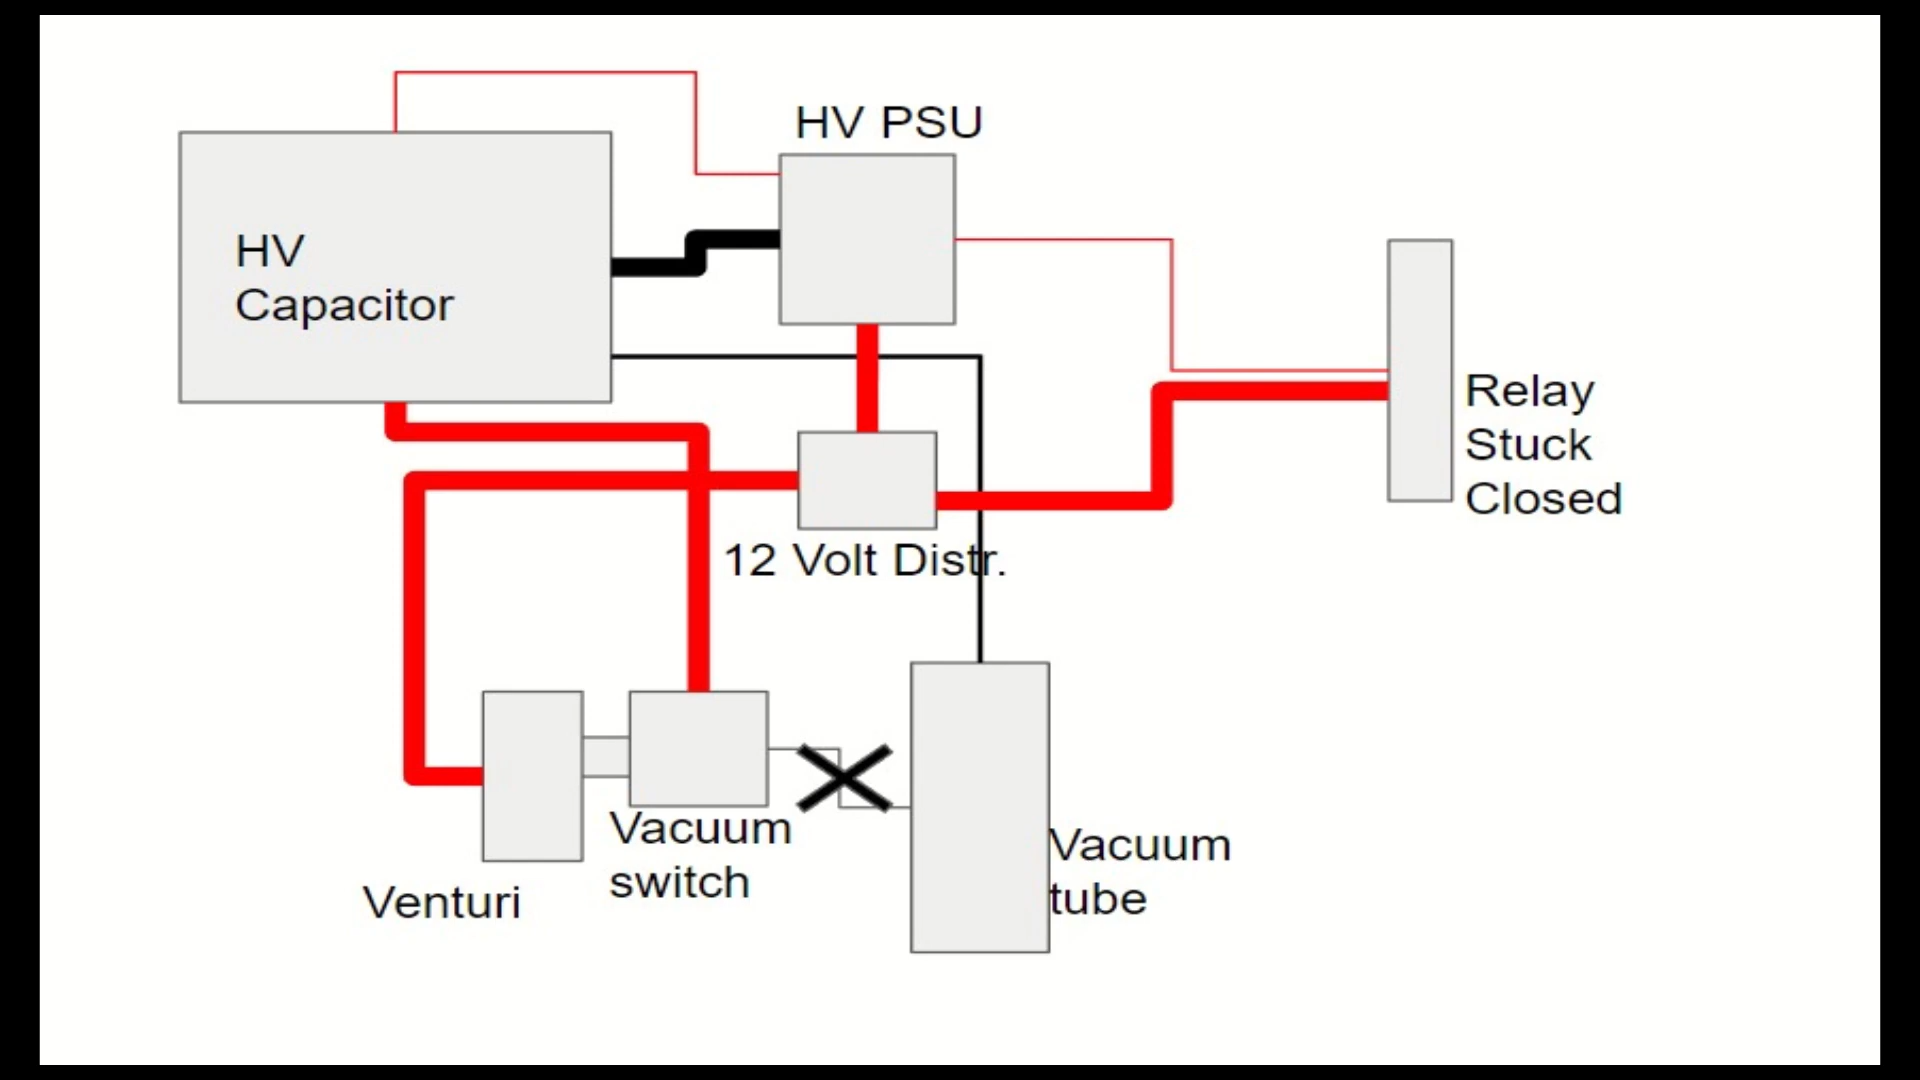 HV PSU
HV
Capacitor
Relay
Stuck
Closed
12 Volt Distr.
Vacuum
switch
Venturi
Vacuum
tube